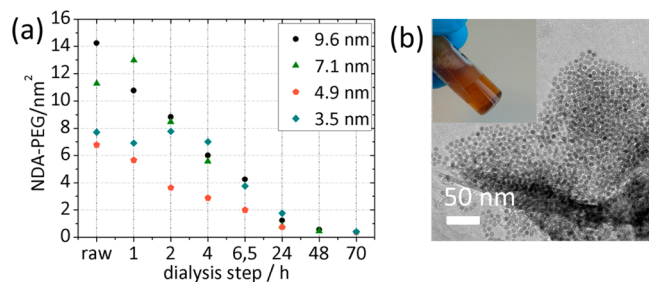 (a)
NDA-PEG/nm²
16
14
12
10
8
6
4
2
0
9.6 nm
7.1 nm
4.9 nm
3.5 nm
raw 1 2 4 6,5 24 48 70
dialysis step / h
(b)
50 nm